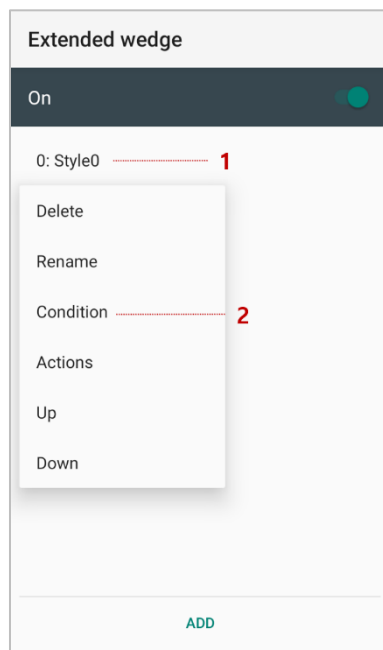 Extended wedge
On
0: Style0 1
Delete
Rename
Condition 2
Actions
Up
Down
ADD